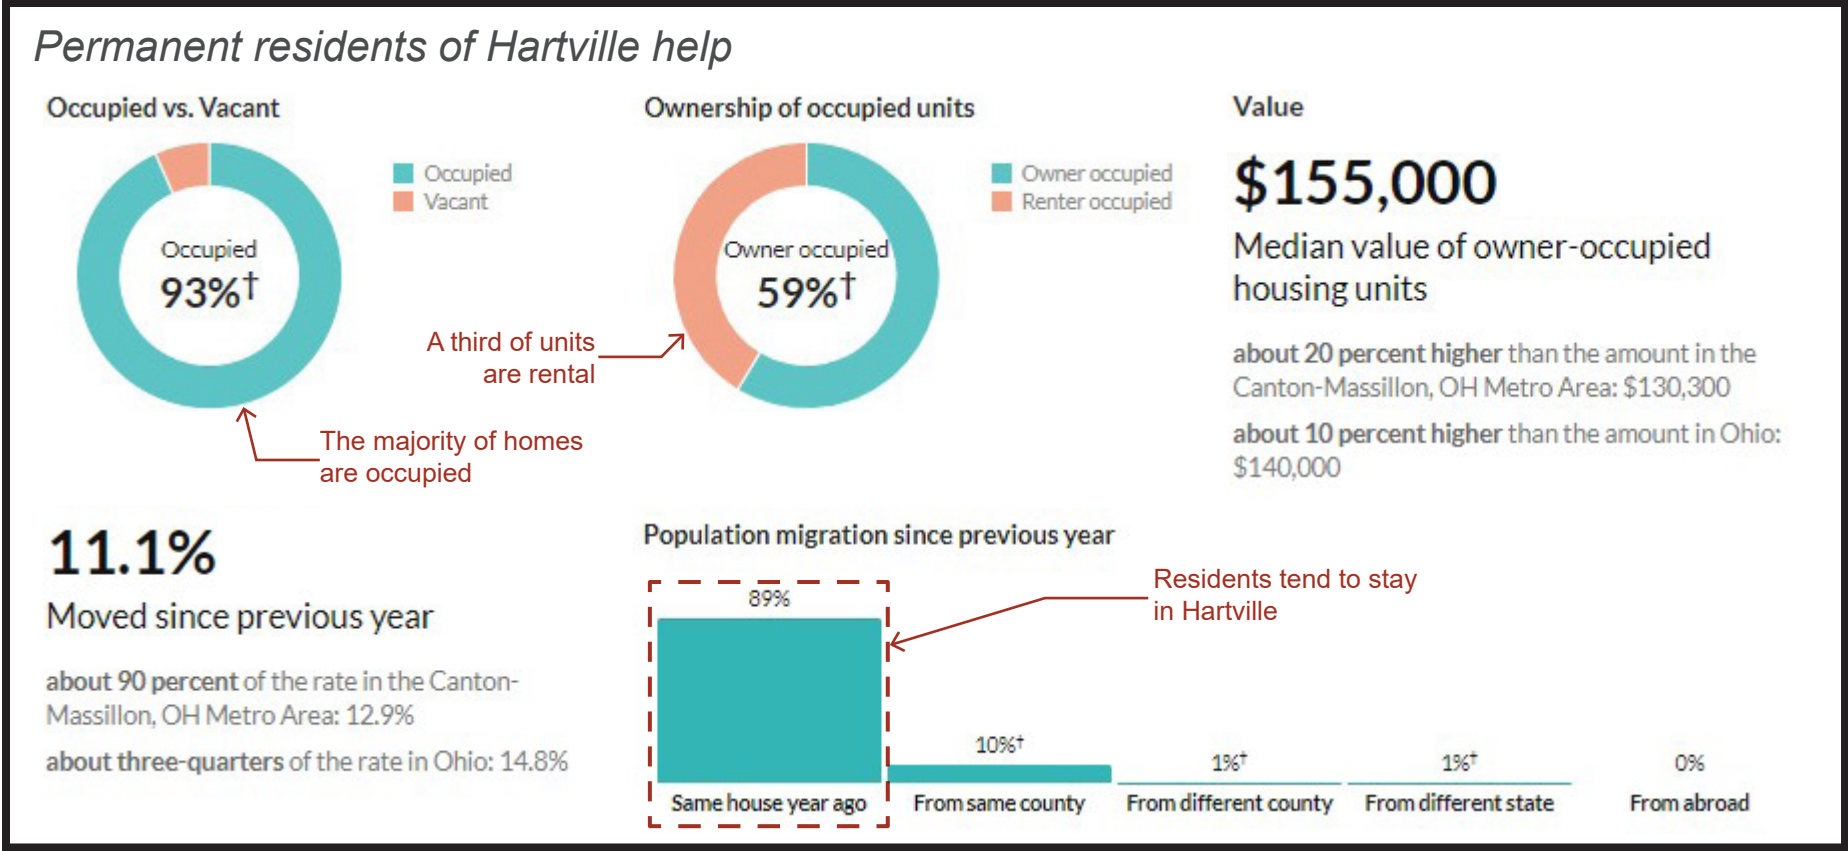 Permanent residents of Hartville help
Occupied vs. Vacant
Occupied
Vacant
Occupied
93%†
The majority of homes
are occupied
Ownership of occupied units
Owner occupied
Renter occupied
Owner occupied
59%†
A third of units
are rental
Value
$155,000
Median value of owner-occupied
housing units
about 20 percent higher than the amount in the
Canton-Massillon, OH Metro Area: $130,300
about 10 percent higher than the amount in Ohio:
$140,000
11.1%
Moved since previous year
about 90 percent of the rate in the Canton-
Massillon, OH Metro Area: 12.9%
about three-quarters of the rate in Ohio: 14.8%
Population migration since previous year
Residents tend to stay
in Hartville
89%
10%†
1%†
1%†
0%
Same house year ago
From same county
From different county
From different state
From abroad